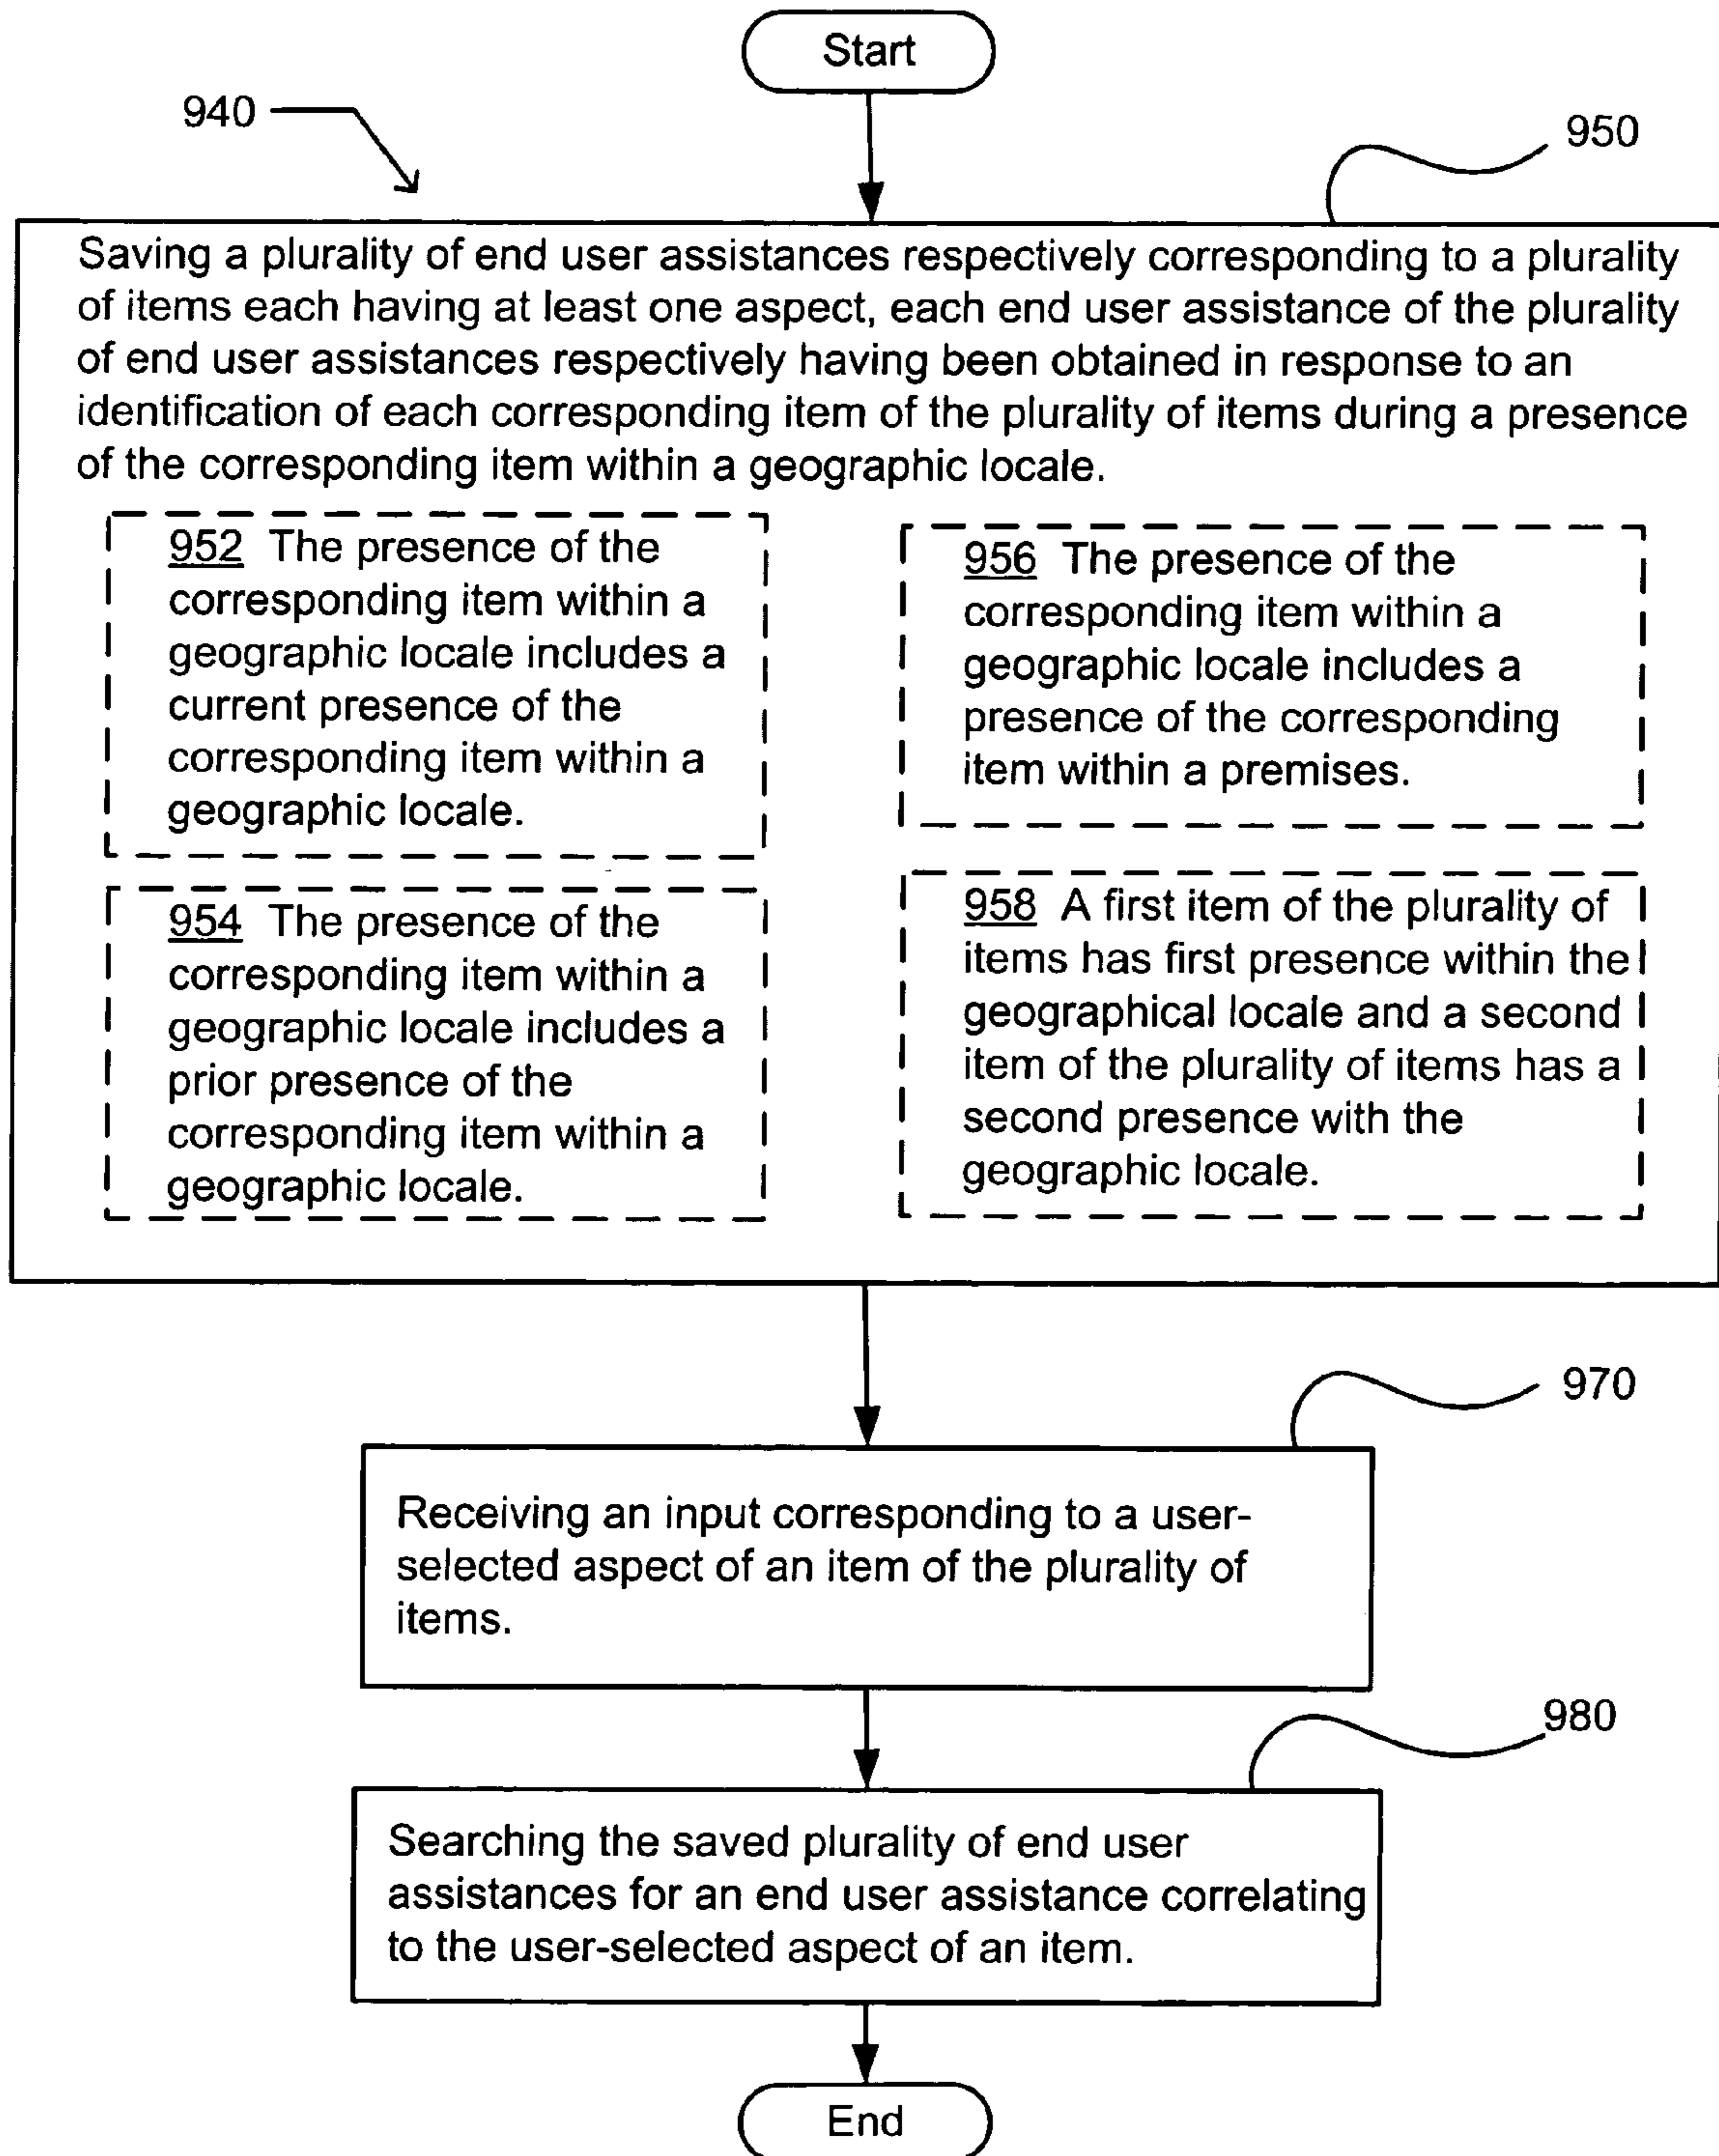 Start
940
950
Saving a plurality of end user assistances respectively corresponding to a plurality
of items each having at least one aspect, each end user assistance of the plurality
of end user assistances respectively having been obtained in response to an
identification of each corresponding item of the plurality of items during a presence
of the corresponding item within a geographic locale.
952 The presence of the
corresponding item within a
geographic locale includes a
current presence of the
corresponding item within a
geographic locale.
956 The presence of the
corresponding item within a
geographic locale includes a
presence of the corresponding
item within a premises.
954 The presence of the
corresponding item within a
geographic locale includes a
prior presence of the
corresponding item within a
geographic locale.
958 A first item of the plurality of
items has first presence within the
geographical locale and a second
item of the plurality of items has a
second presence with the
geographic locale.
970
Receiving an input corresponding to a user-
selected aspect of an item of the plurality of
items.
980
Searching the saved plurality of end user
assistances for an end user assistance correlating
to the user-selected aspect of an item.
End